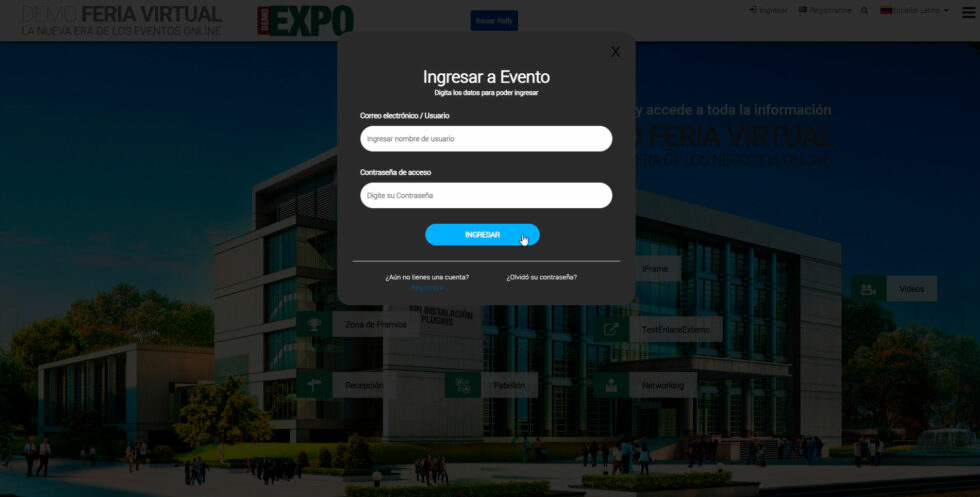 DEMO FERIA VIRTUAL
LA NUEVA ERA DE LOS EVENTOS ONLINE
DEMO
EXPO
Iniciar Rally
Ingresar
Registrarme
Español Latino
X
Ingresar a Evento
Digita los datos para poder ingresar
Correo electrónico / Usuario
Ingresar nombre de usuario
Contraseña de acceso
Digite su Contraseña
INGRESAR
¿Aún no tienes una cuenta?
¿Olvidó su contraseña?
y accede a toda la información
FERIA VIRTUAL
ERA DE LOS NEGOCIOS ONLINE
IFrame
Videos
SIN INSTALACIÓN
PLUGINS
Zona de Premios
TestEnlaceExterno
Recepción
Pabellón
Networking